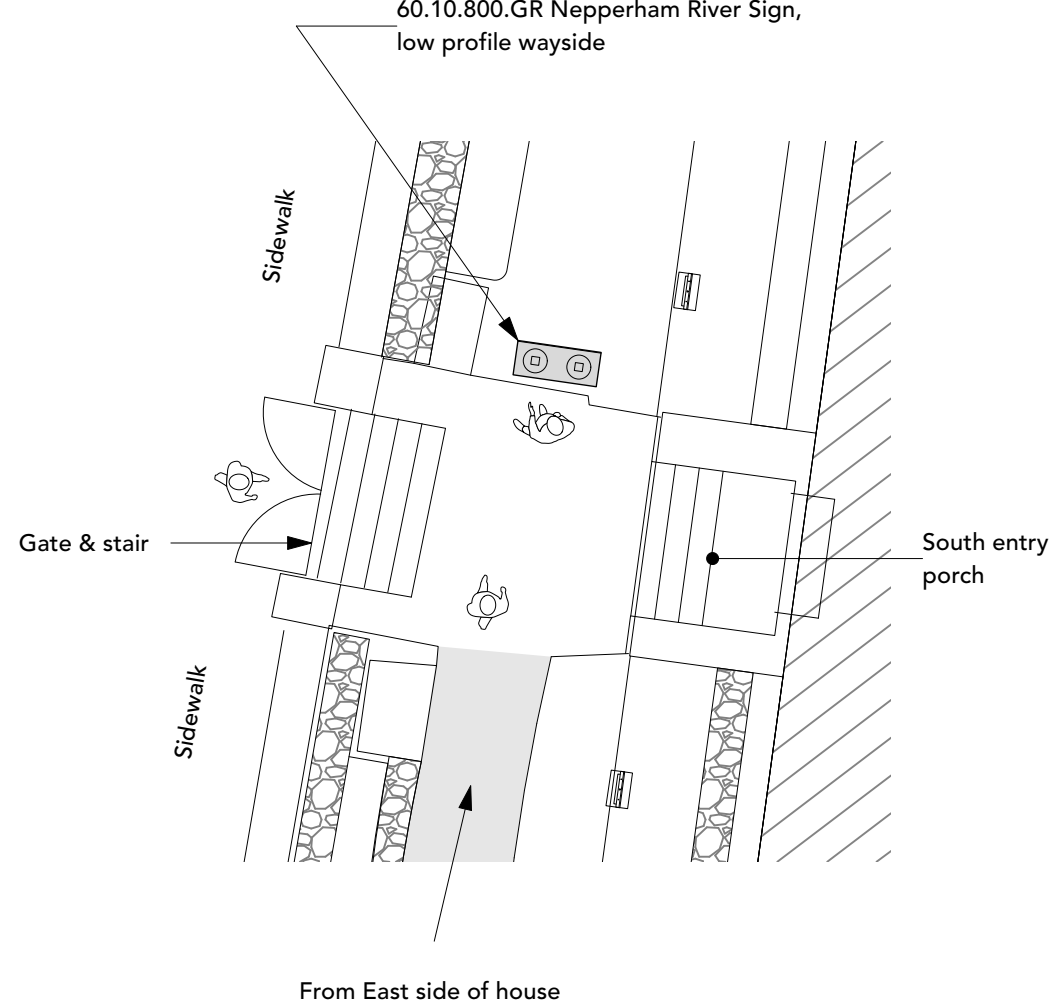 60.10.800.GR Nepperham River Sign,
low profile wayside
Sidewalk
Gate & stair
South entry
porch
Sidewalk
From East side of house